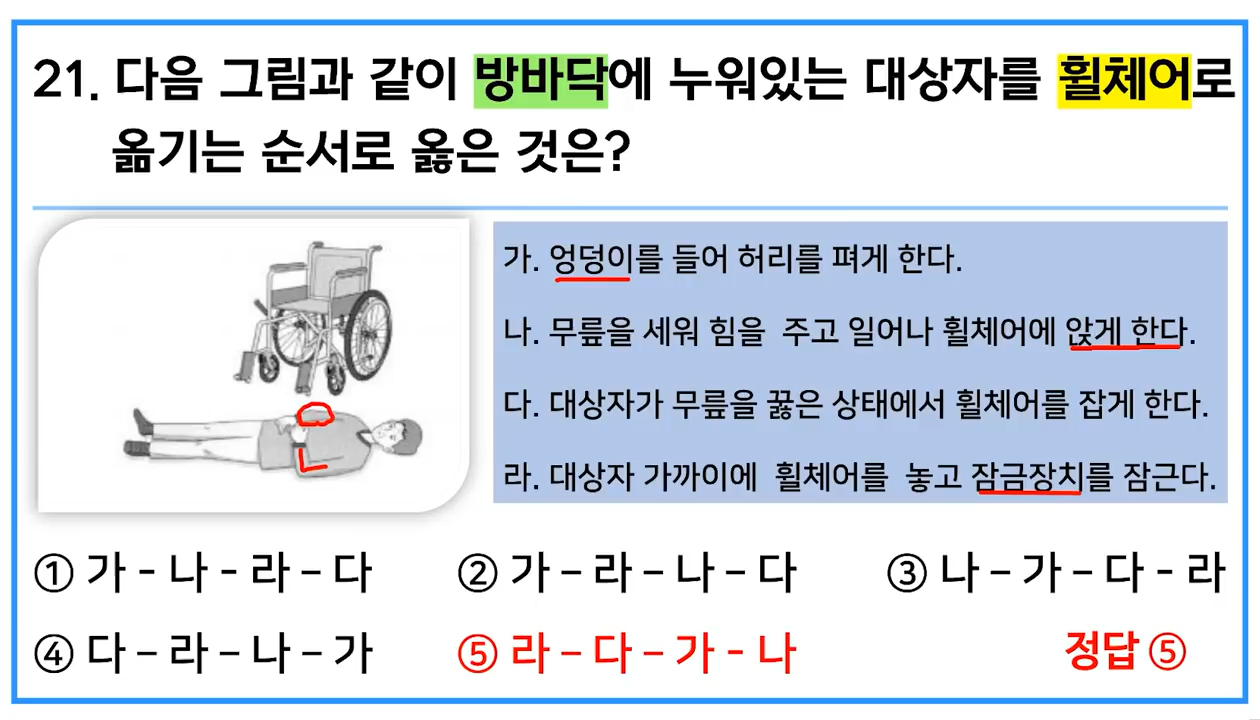 21. 다음 그림과 같이 방바닥에 누워있는 대상자를 휠체어로
옮기는 순서로 옳은 것은?
가. 엉덩이를 들어 허리를 펴게 한다.
나. 무릎을 세워 힘을 주고 일어나 휠체어에 앉게 한다.
다. 대상자가 무릎을 꿇은 상태에서 휠체어를 잡게 한다.
라. 대상자 가까이에 휠체어를 놓고 잠금장치를 잠근다.
① 가 - 나 - 라 – 다 ② 가 – 라 – 나 – 다 ③ 나 – 가 – 다 - 라
④ 다 – 라 – 나 – 가 ⑤ 라 – 다 – 가 - 나 정답 ⑤